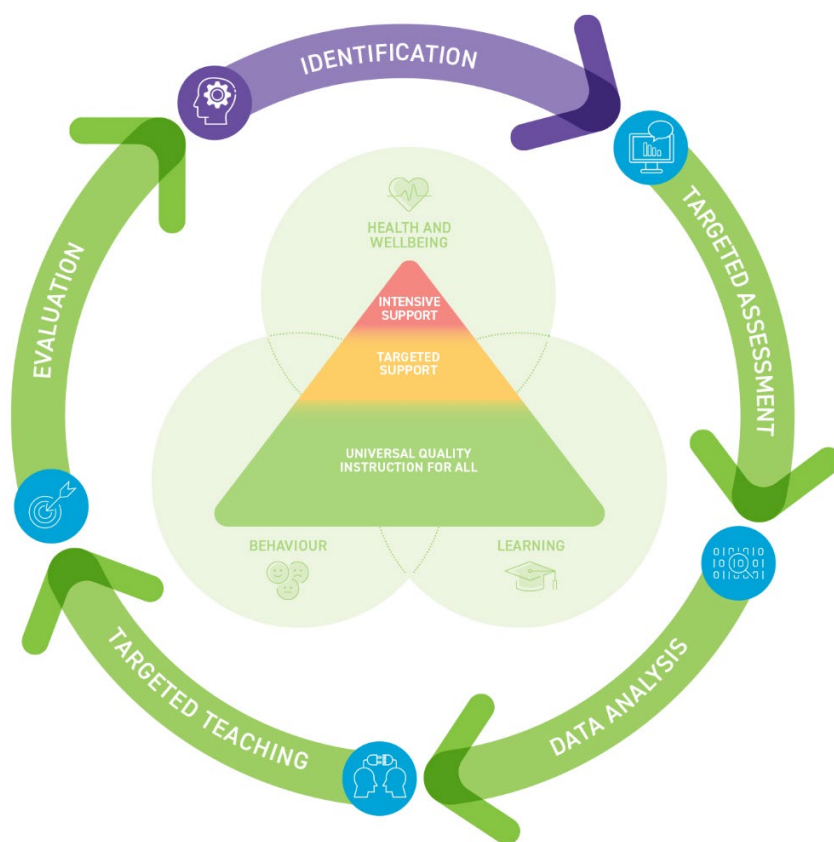 IDENTIFICATION
TARGETED ASSESSMENT
DATA ANALYSIS
TARGETED TEACHING
EVALUATION
HEALTH AND
WELLBEING
INTENSIVE
SUPPORT
TARGETED
SUPPORT
UNIVERSAL QUALITY
INSTRUCTION FOR ALL
BEHAVIOUR
LEARNING